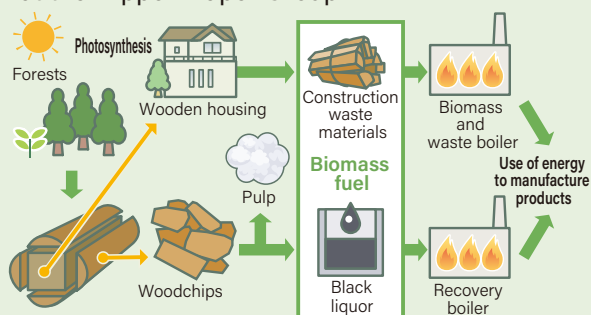 Photosynthesis
Forests
Wooden housing
Construction
waste
materials
Biomass
and
waste boiler
Biomass
fuel
Use of energy
to manufacture
products
Pulp
Woodchips
Black
liquor
Recovery
boiler